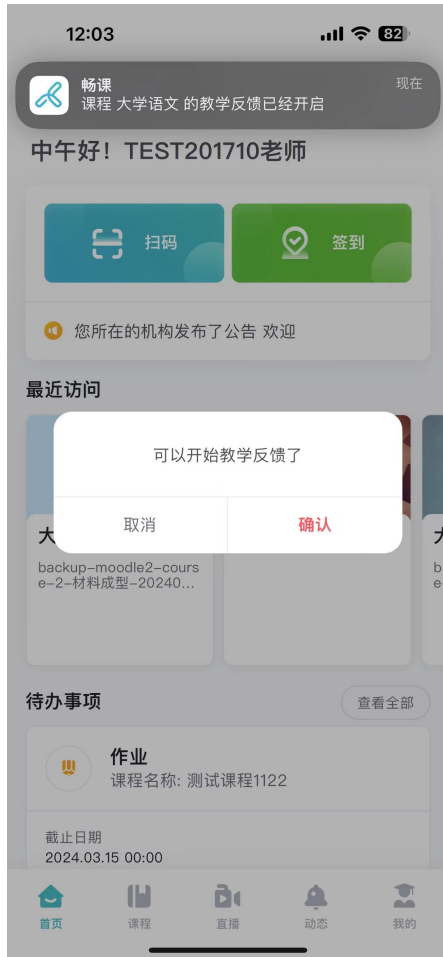 12:03
82
畅课
现在
课程 大学语文 的教学反馈已经开启
中午好！TEST201710老师
扫码
签到
您所在的机构发布了公告 欢迎
最近访问
可以开始教学反馈了
取消
确认
大
backup-moodle2-cours
e-2-材料成型-20240...
b
e
待办事项
查看全部
作业
课程名称: 测试课程1122
截止日期
2024.03.15 00:00
首页
课程
直播
动态
我的